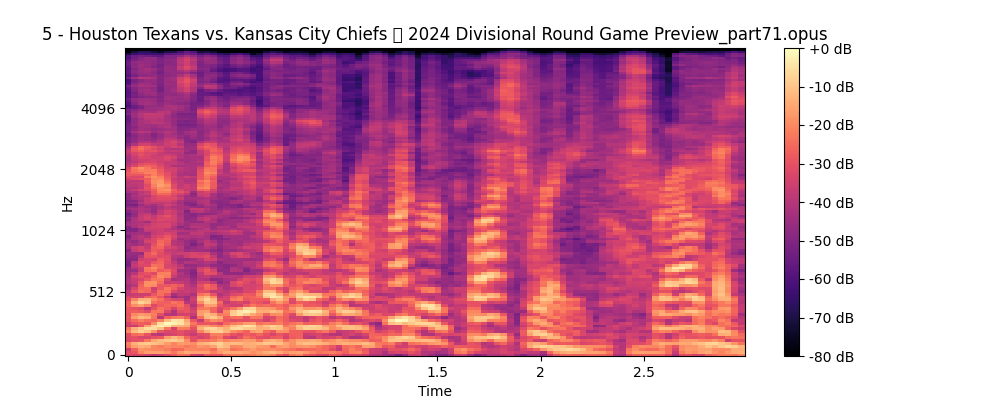 5 - Houston Texans vs. Kansas City Chiefs ▯ 2024 Divisional Round Game Preview_part71.opus
Hz
4096
2048
1024
512
0
0 0.5 1 1.5 2 2.5
Time
+0 dB
-10 dB
-20 dB
-30 dB
-40 dB
-50 dB
-60 dB
-70 dB
-80 dB